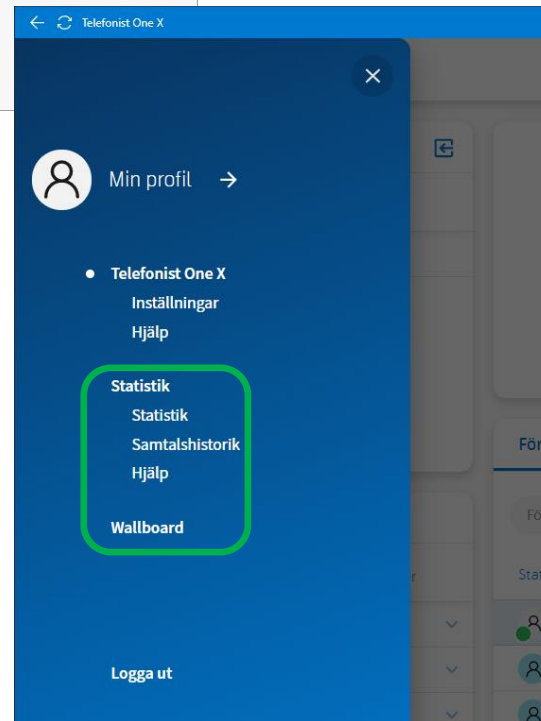 Telefonist One X
Min profil
Telefonist One X
Inställningar
Hjälp
Statistik
Statistik
Samtalshistorik
Hjälp
Wallboard
Logga ut